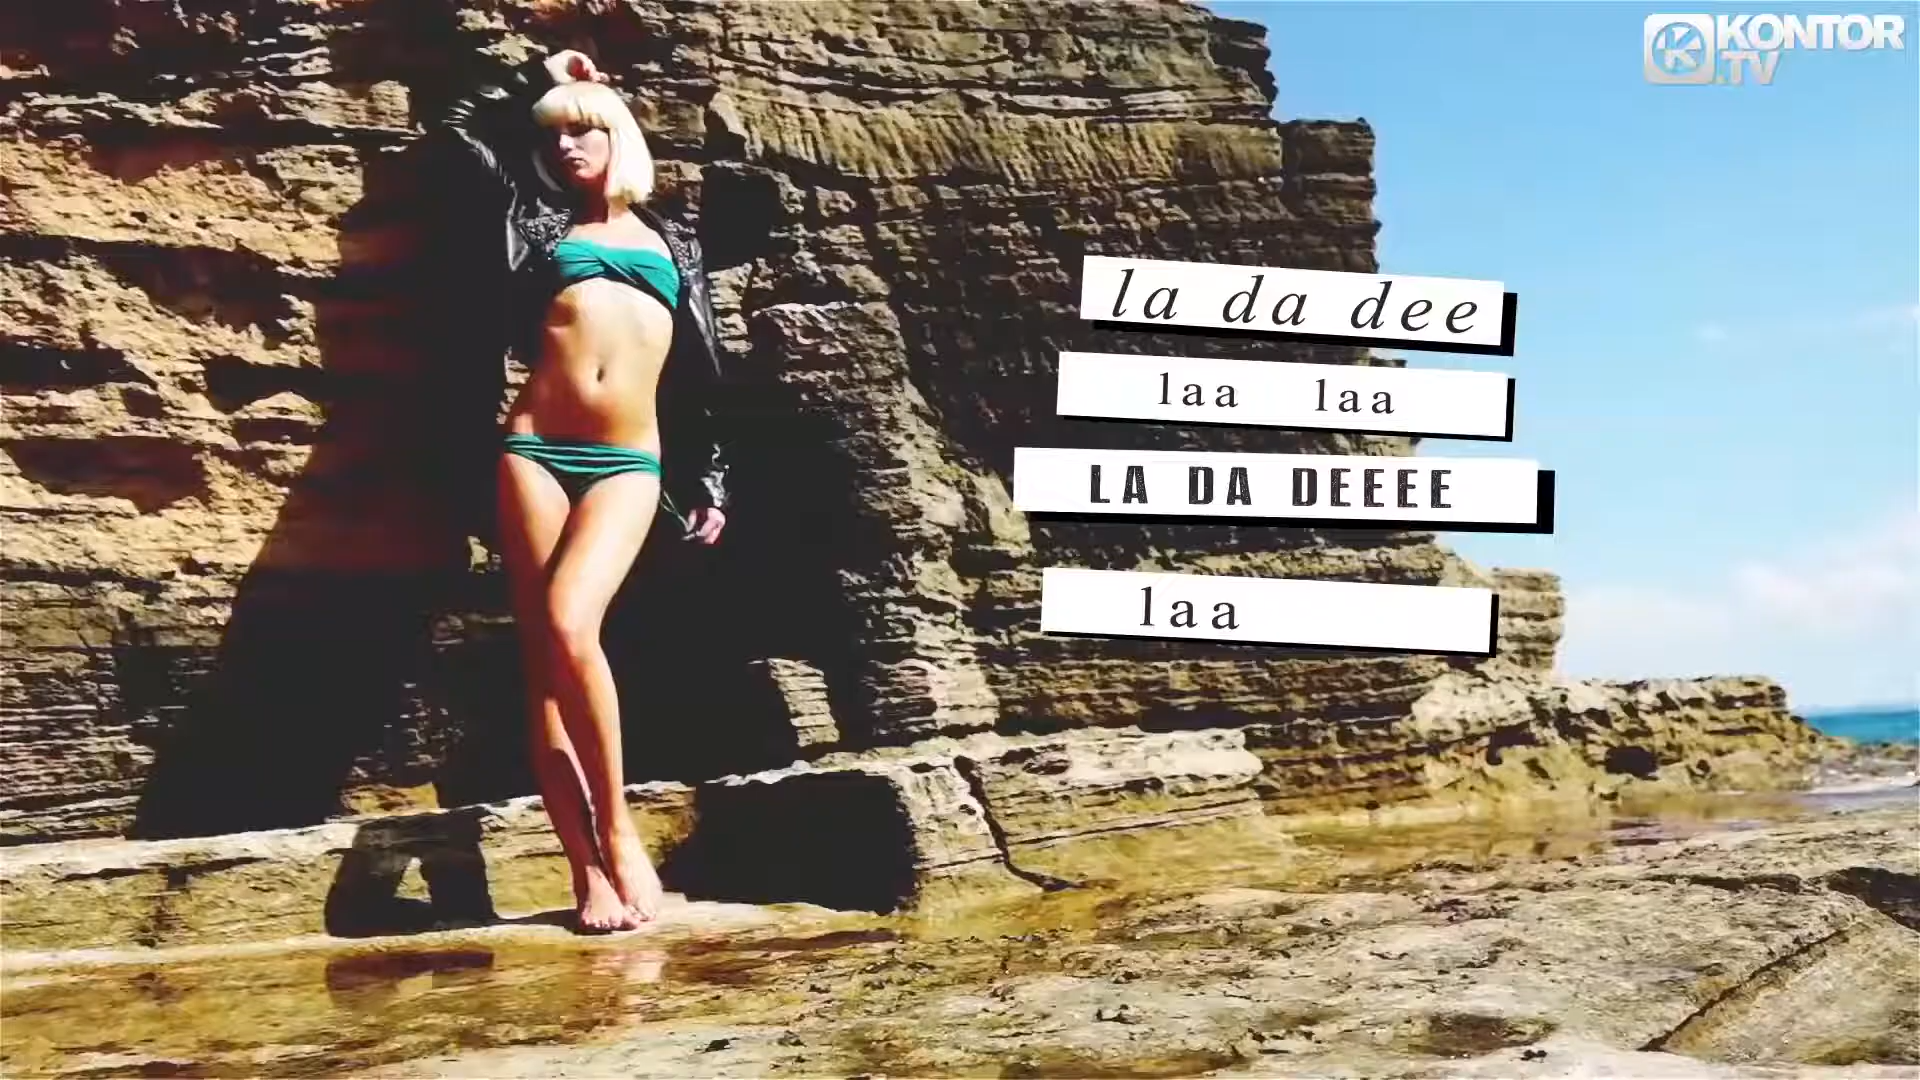 KONTOR
.TV
la da dee
laa laa
LA DA DEEEE
laa